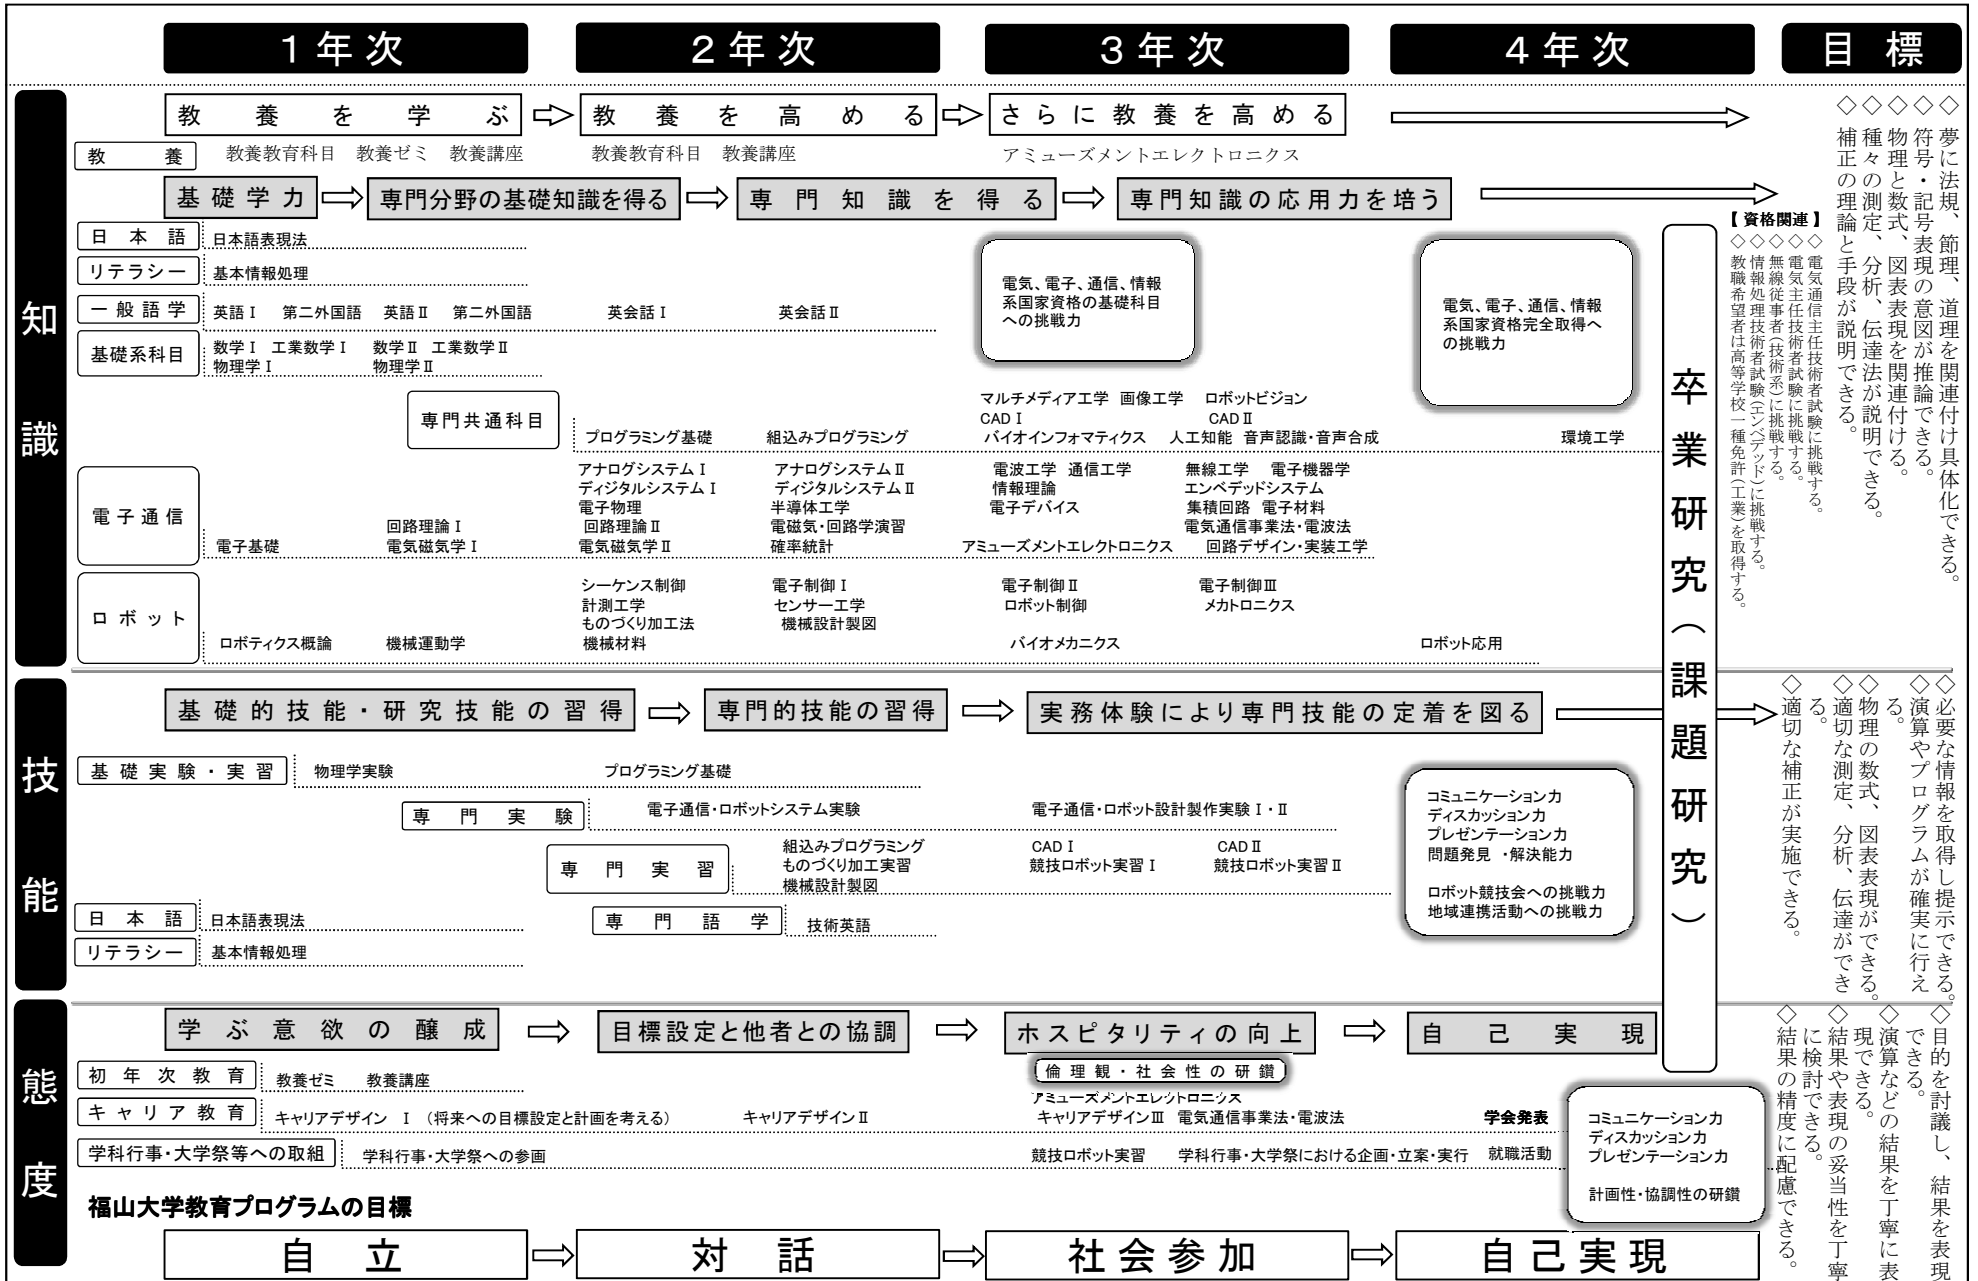 1年次
2年次
3年次
4年次
目標
知識
教養を学ぶ
教養を高める
さらに教養を高める
教養
教養教育科目 教養ゼミ 教養講座
教養教育科目 教養講座
アミューズメントエレクトロニクス
基礎学力
専門分野の基礎知識を得る
専門知識を得る
専門知識の応用力を培う
日本語
日本語表現法
リテラシー
基本情報処理
一般語学
英語Ⅰ 第二外国語 英語Ⅱ 第二外国語 英会話Ⅰ 英会話Ⅱ
基礎系科目
数学Ⅰ 工業数学Ⅰ 数学Ⅱ 工業数学Ⅱ
物理学Ⅰ 物理学Ⅱ
電気、電子、通信、情報
系国家資格の基礎科目
への挑戦力
電気、電子、通信、情報
系国家資格完全取得へ
の挑戦力
専門共通科目
マルチメディア工学 画像工学 ロボットビジョン
CADⅠ CADⅡ
プログラミング基礎 組込みプログラミング バイオインフォマティクス 人工知能 音声認識・音声合成 環境工学
電子通信
アナログシステムⅠ アナログシステムⅡ 電波工学 通信工学 無線工学 電子機器学
ディジタルシステムⅠ ディジタルシステムⅡ 情報理論 エンベデッドシステム
電子物理 半導体工学 電子デバイス 集積回路 電子材料
回路理論Ⅰ 回路理論Ⅱ 電磁気・回路学演習 電気通信事業法・電波法
電子基礎 電気磁気学Ⅰ 電気磁気学Ⅱ 確率統計 アミューズメントエレクトロニクス 回路デザイン・実装工学
ロボット
シーケンス制御 電子制御Ⅰ 電子制御Ⅱ 電子制御Ⅲ
計測工学 センサー工学 ロボット制御 メカトロニクス
ものづくり加工法 機械設計製図
ロボティクス概論 機械運動学 機械材料 バイオメカニクス ロボット応用
卒業研究(課題研究)
◇夢に法規、節理、道理を関連付け具体化できる。
◇符号・記号表現の意図が推論できる。
◇物理と数式、図表表現を関連付ける。
◇種々の測定、分析、伝達法が説明できる。
◇補正の理論と手段が説明できる。
【資格関連】
◇電気通信主任技術者試験に挑戦する。
◇電気主任技術者試験に挑戦する。
◇無線従事者(技術系)に挑戦する。
◇情報処理技術者試験(エンベデッド)に挑戦する。
◇教職希望者は高等学校一種免許(工業)を取得する。
技能
基礎的技能・研究技能の習得
専門的技能の習得
実務体験により専門技能の定着を図る
基礎実験・実習
物理学実験 プログラミング基礎
専門実験
電子通信・ロボットシステム実験 電子通信・ロボット設計製作実験Ⅰ・Ⅱ
専門実習
組込みプログラミング CADⅠ CADⅡ
ものづくり加工実習 競技ロボット実習Ⅰ 競技ロボット実習Ⅱ
機械設計製図
日本語
日本語表現法
専門語学
技術英語
リテラシー
基本情報処理
コミュニケーション力
ディスカッション力
プレゼンテーション力
問題発見・解決能力
ロボット競技会への挑戦力
地域連携活動への挑戦力
◇必要な情報を取得し提示できる。
◇演算やプログラムが確実に行え
る。
◇物理の数式、図表表現ができる。
◇適切な測定、分析、伝達ができ
る。
◇適切な補正が実施できる。
態度
学ぶ意欲の醸成
目標設定と他者との協調
ホスピタリティの向上
自己実現
初年次教育
教養ゼミ 教養講座
倫理観・社会性の研鑽
アミューズメントエレクトロニクス
キャリア教育
キャリアデザイン Ⅰ (将来への目標設定と計画を考える) キャリアデザインⅡ キャリアデザインⅢ 電気通信事業法・電波法 学会発表
学科行事・大学祭等への取組
学科行事・大学祭への参画 競技ロボット実習 学科行事・大学祭における企画・立案・実行 就職活動
コミュニケーション力
ディスカッション力
プレゼンテーション力
計画性・協調性の研鑽
◇目的を討議し、結果を表現
できる。
◇演算などの結果を丁寧に表
現できる。
◇結果や表現の妥当性を丁寧
に検討できる。
◇結果の精度に配慮できる。
福山大学教育プログラムの目標
自立
対話
社会参加
自己実現